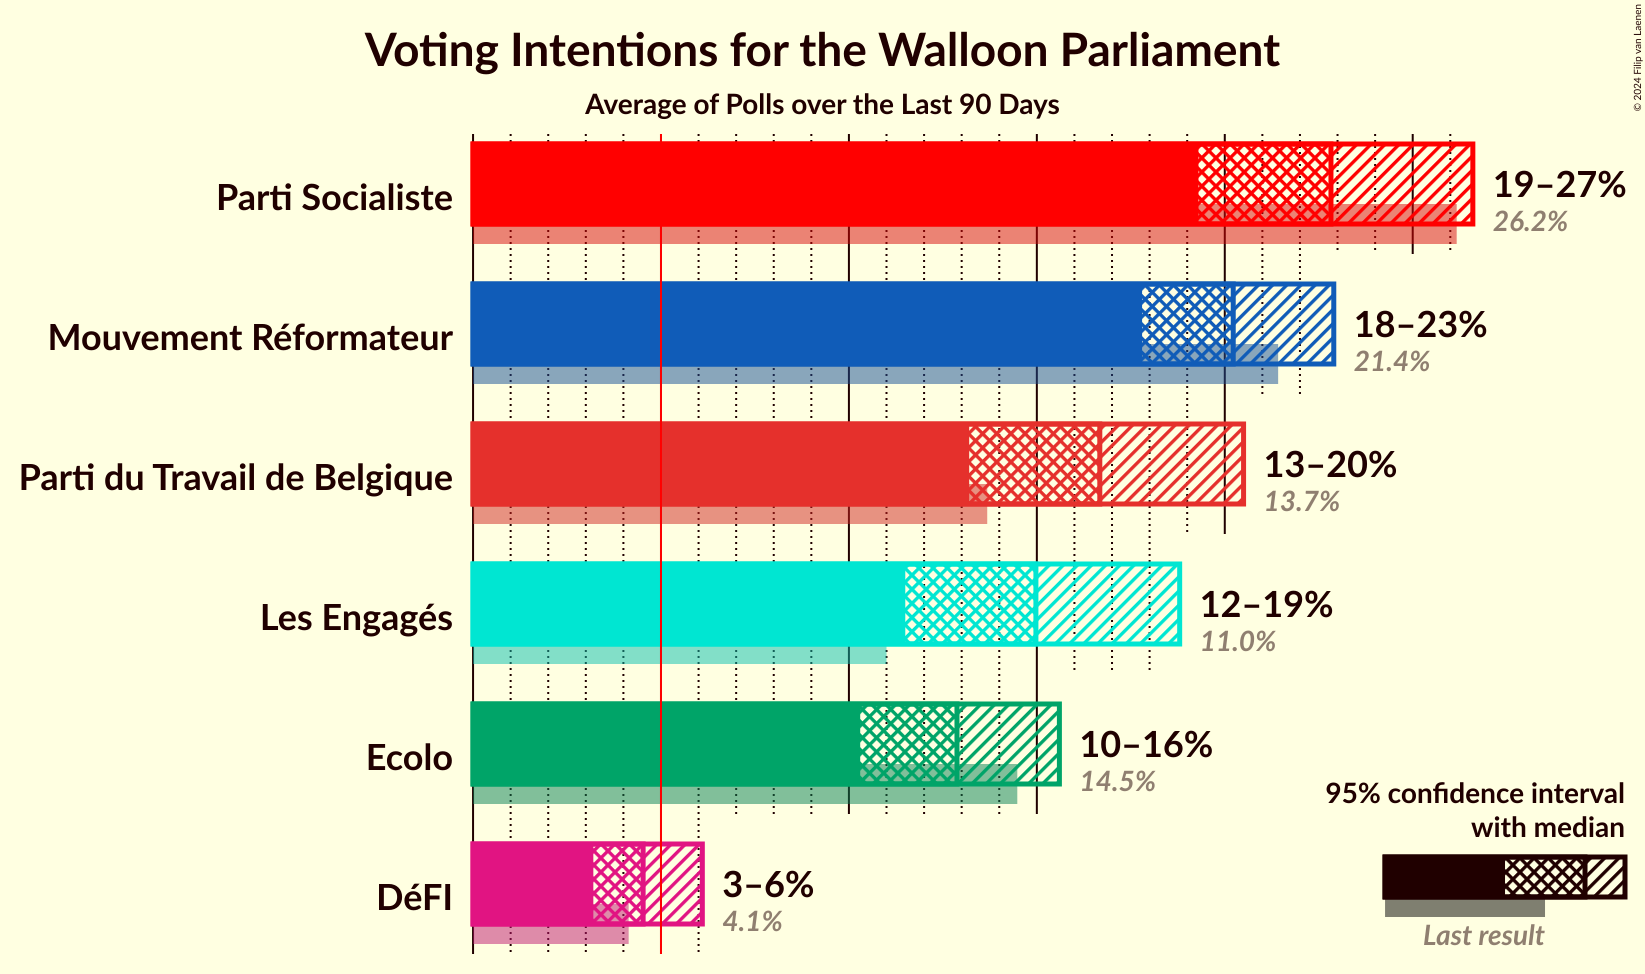 Voting Intentions for the Walloon Parliament
Average of Polls over the Last 90 Days
© 2024 Filip van Laenen
Parti Socialiste
19–27%
26.2%
Mouvement Réformateur
18–23%
21.4%
Parti du Travail de Belgique
13–20%
13.7%
Les Engagés
12–19%
11.0%
Ecolo
10–16%
14.5%
DéFI
3–6%
4.1%
95% confidence interval
with median
Last result